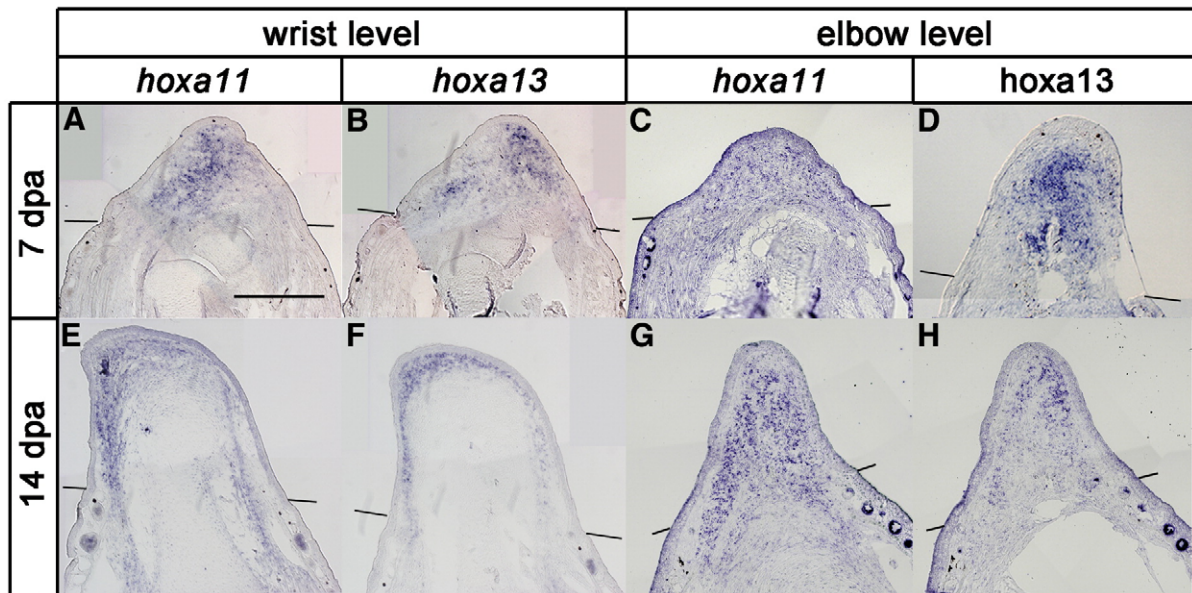 wrist level
elbow level
hoxa11
hoxa13
hoxa11
hoxa13
7 dpa
A
B
C
D
14 dpa
E
F
G
H